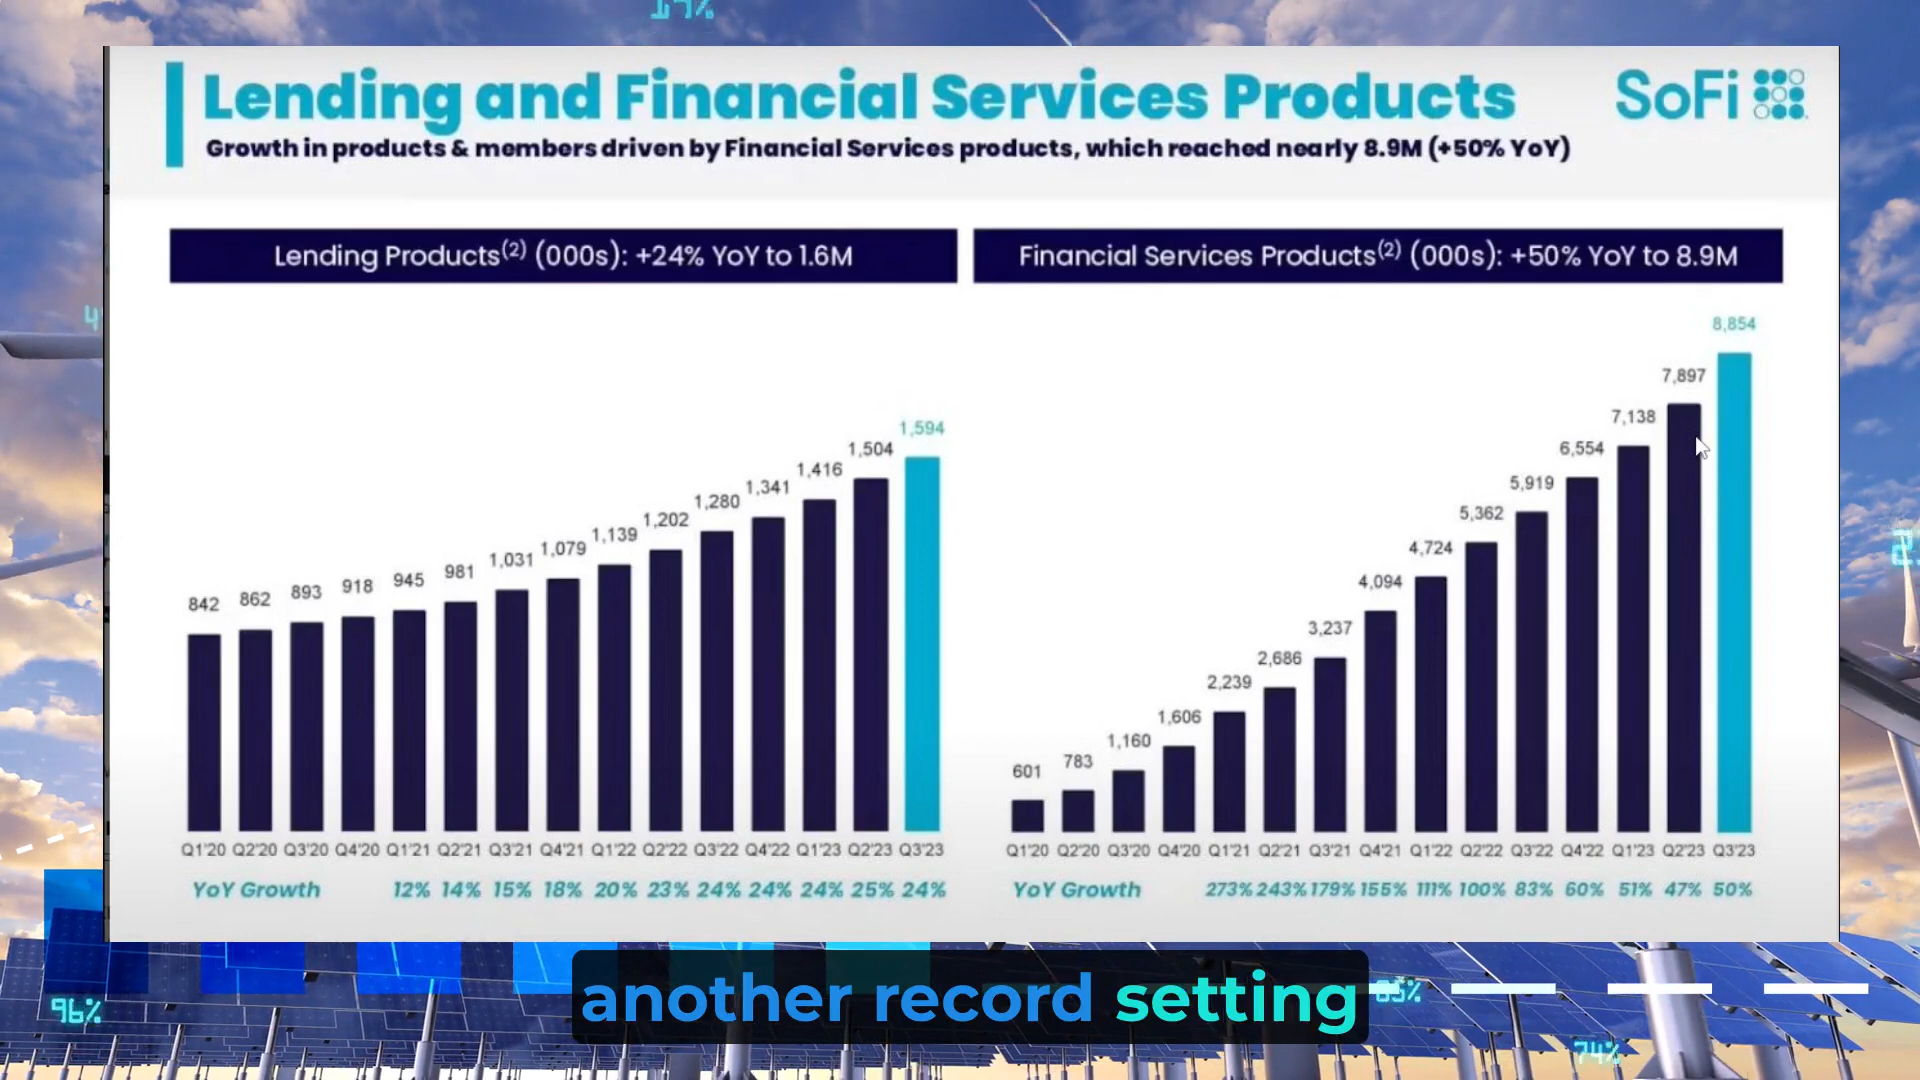 Lending and Financial Services Products
SoFi
Growth in products & members driven by Financial Services products, which reached nearly 8.9M (+50% YoY)
Lending Products(2) (000s): +24% YoY to 1.6M
842 862 893 918 945 981 1,031 1,079 1,139 1,202 1,280 1,341 1,416 1,504 1,594
Q1'20 Q2'20 Q3'20 Q4'20 Q1'21 Q2'21 Q3'21 Q4'21 Q1'22 Q2'22 Q3'22 Q4'22 Q1'23 Q2'23 Q3'23
YoY Growth 12% 14% 15% 18% 20% 23% 24% 24% 24% 25% 24%
Financial Services Products(2) (000s): +50% YoY to 8.9M
601 783 1,160 1,606 2,239 2,686 3,237 4,094 4,724 5,362 5,919 6,554 7,138 7,897 8,854
Q1'20 Q2'20 Q3'20 Q4'20 Q1'21 Q2'21 Q3'21 Q4'21 Q1'22 Q2'22 Q3'22 Q4'22 Q1'23 Q2'23 Q3'23
YoY Growth 273% 243% 179% 155% 111% 100% 83% 60% 51% 47% 50%
another record setting
96%
74%